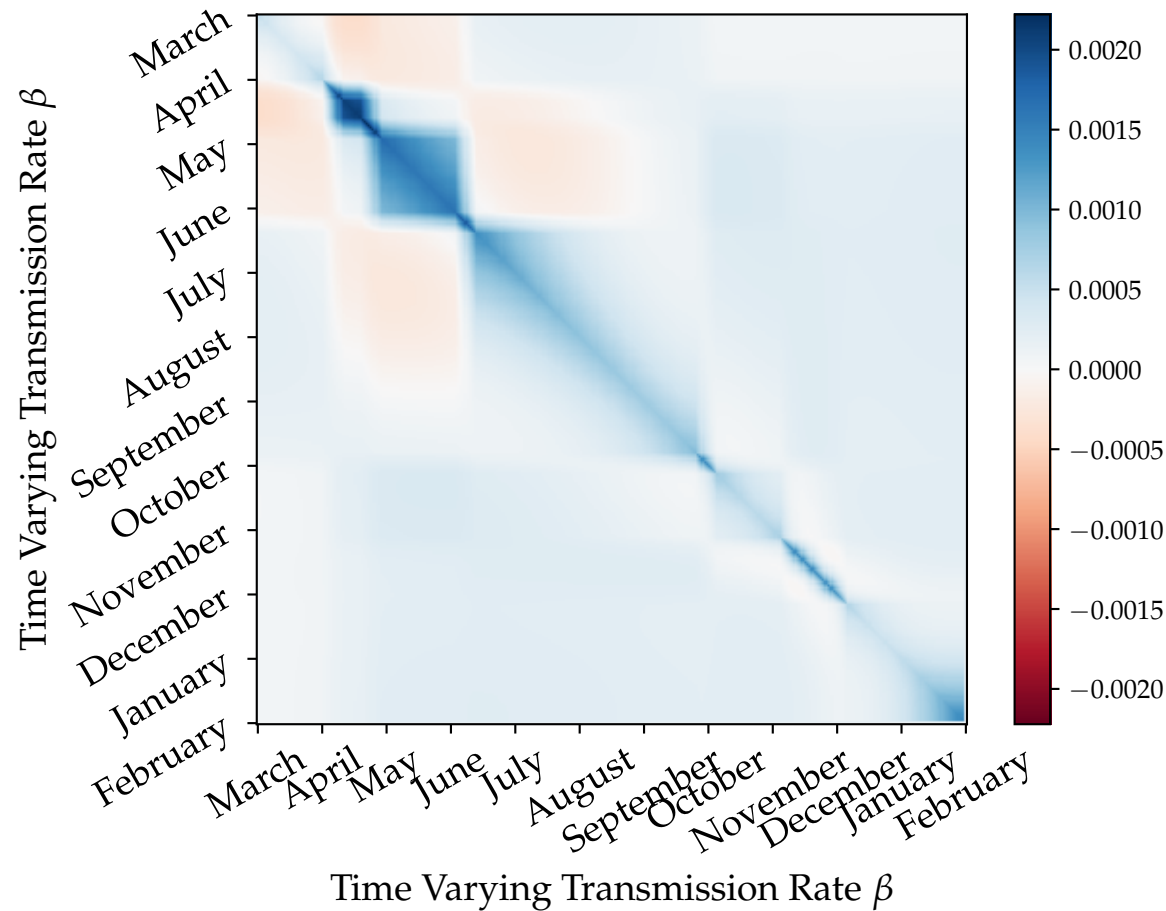 Time Varying Transmission Rate β
March
April
May
June
July
August
September
October
November
December
January
February
March
April
May
June
July
August
September
October
November
December
January
February
Time Varying Transmission Rate β
0.0020
0.0015
0.0010
0.0005
0.0000
−0.0005
−0.0010
−0.0015
−0.0020